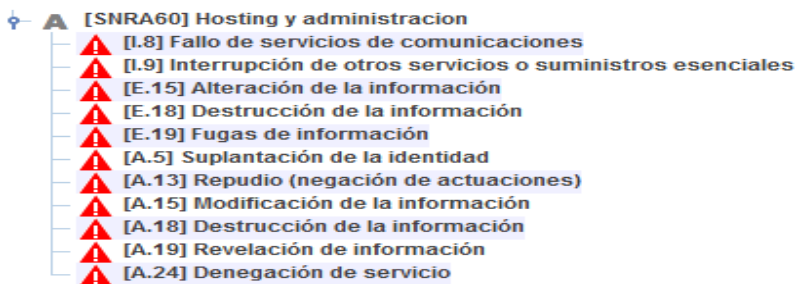 [SNRA60] Hosting y administracion
[I.8] Fallo de servicios de comunicaciones
[I.9] Interrupción de otros servicios o suministros esenciales
[E.15] Alteración de la información
[E.18] Destrucción de la información
[E.19] Fugas de información
[A.5] Suplantación de la identidad
[A.13] Repudio (negación de actuaciones)
[A.15] Modificación de la información
[A.18] Destrucción de la información
[A.19] Revelación de información
[A.24] Denegación de servicio